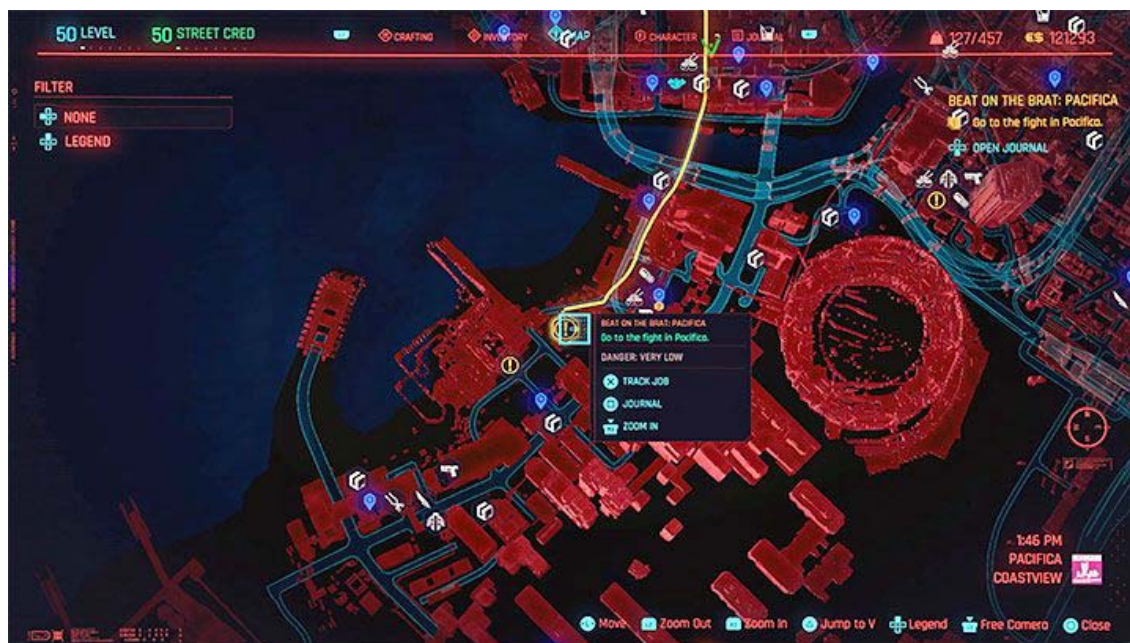 50 LEVEL
50 STREET CRED
CRAFTING
INVENTORY
MAP
CHARACTER
JOURNAL
127/457
€$ 121293
FILTER
NONE
LEGEND
BEAT ON THE BRAT: PACIFICA
Go to the fight in Pacifica.
OPEN JOURNAL
BEAT ON THE BRAT: PACIFICA
Go to the fight in Pacifica.
DANGER: VERY LOW
TRACK JOB
JOURNAL
ZOOM IN
1:46 PM
PACIFICA
COASTVIEW
Move
Zoom Out
Zoom In
Jump to V
Legend
Free Camera
Close